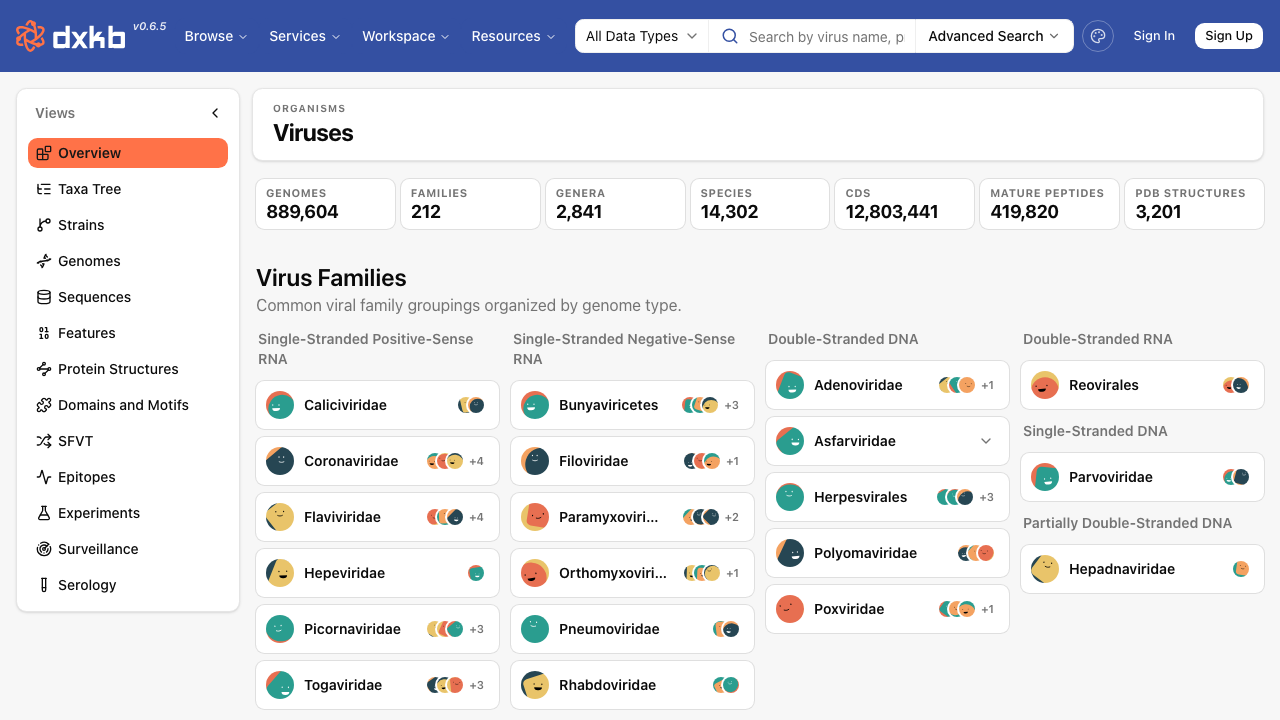 dxkb v0.6.5 Browse Services Workspace Resources All Data Types Search by virus name, p Advanced Search Sign In Sign Up
Views
Overview
Taxa Tree
Strains
Genomes
Sequences
Features
Protein Structures
Domains and Motifs
SFVT
Epitopes
Experiments
Surveillance
Serology
ORGANISMS
Viruses
GENOMES
889,604
FAMILIES
212
GENERA
2,841
SPECIES
14,302
CDS
12,803,441
MATURE PEPTIDES
419,820
PDB STRUCTURES
3,201
Virus Families
Common viral family groupings organized by genome type.
Single-Stranded Positive-Sense
RNA
Caliciviridae
Coronaviridae +4
Flaviviridae +4
Hepeviridae
Picornaviridae +3
Togaviridae +3
Single-Stranded Negative-Sense
RNA
Bunyaviricetes +3
Filoviridae +1
Paramyxoviri... +2
Orthomyxoviri... +1
Pneumoviridae
Rhabdoviridae
Double-Stranded DNA
Adenoviridae +1
Asfarviridae
Herpesvirales +3
Polyomaviridae
Poxviridae +1
Double-Stranded RNA
Reovirales
Single-Stranded DNA
Parvoviridae
Partially Double-Stranded DNA
Hepadnaviridae